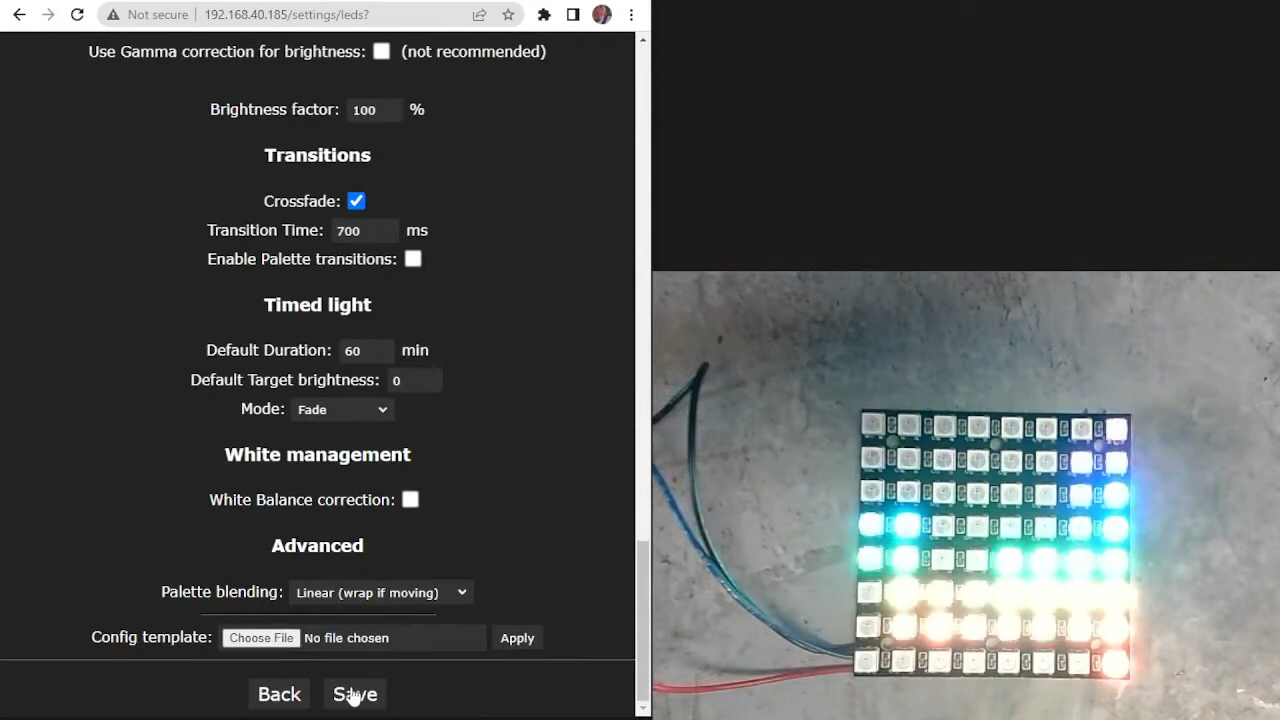 Not secure 192.168.40.185/settings/leds?
Use Gamma correction for brightness: (not recommended)
Brightness factor: 100 %
Transitions
Crossfade:
Transition Time: 700 ms
Enable Palette transitions:
Timed light
Default Duration: 60 min
Default Target brightness: 0
Mode: Fade
White management
White Balance correction:
Advanced
Palette blending: Linear (wrap if moving)
Config template: Choose File No file chosen Apply
Back Save